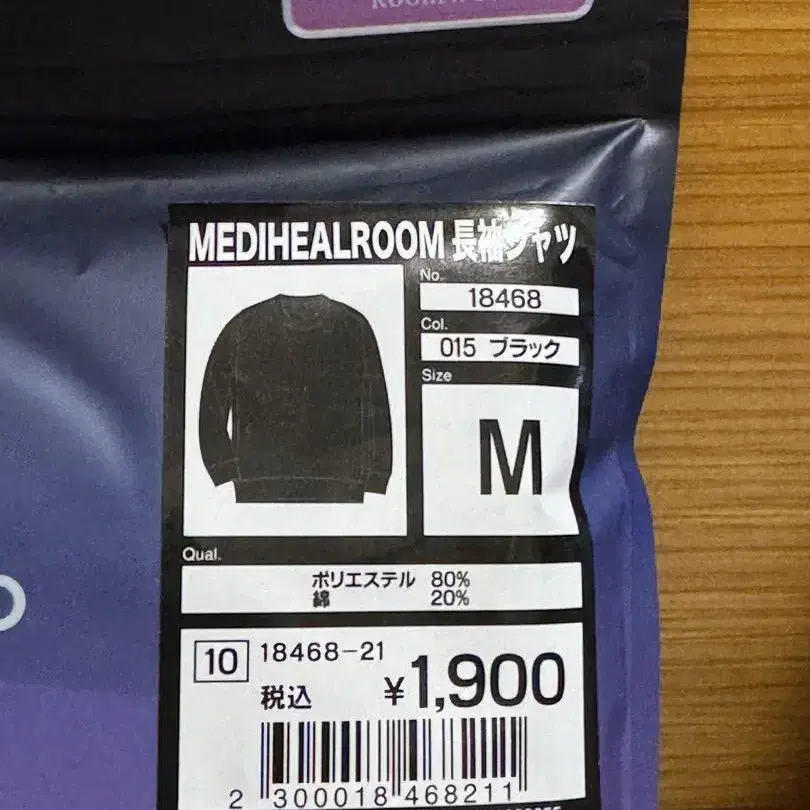 MEDIHEALROOM 長袖シャツ
No.
18468
Col.
015 ブラック
Size
M
Qual.
ポリエステル 80%
綿 20%
10 18468-21
税込 ¥1,900
2 300018 468211